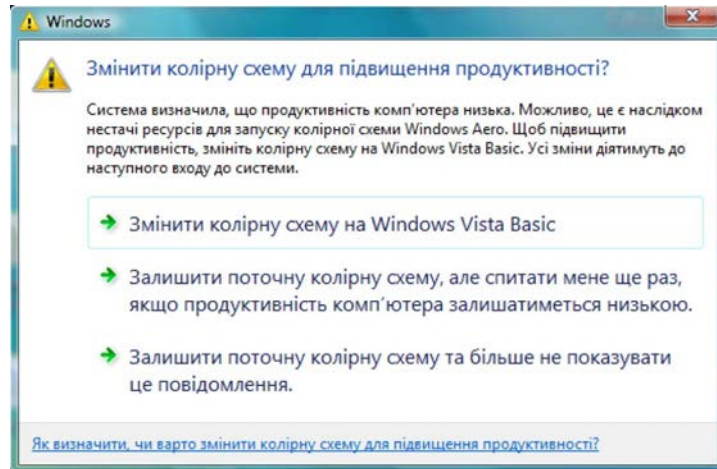 Windows
Змінити колірну схему для підвищення продуктивності?
Система визначила, що продуктивність комп'ютера низька. Можливо, це є наслідком
нестачі ресурсів для запуску колірної схеми Windows Aero. Щоб підвищити
продуктивність, змініть колірну схему на Windows Vista Basic. Усі зміни діятимуть до
наступного входу до системи.
Змінити колірну схему на Windows Vista Basic
Залишити поточну колірну схему, але спитати мене ще раз,
якщо продуктивність комп'ютера залишатиметься низькою.
Залишити поточну колірну схему та більше не показувати
це повідомлення.
Як визначити, чи варто змінити колірну схему для підвищення продуктивності?